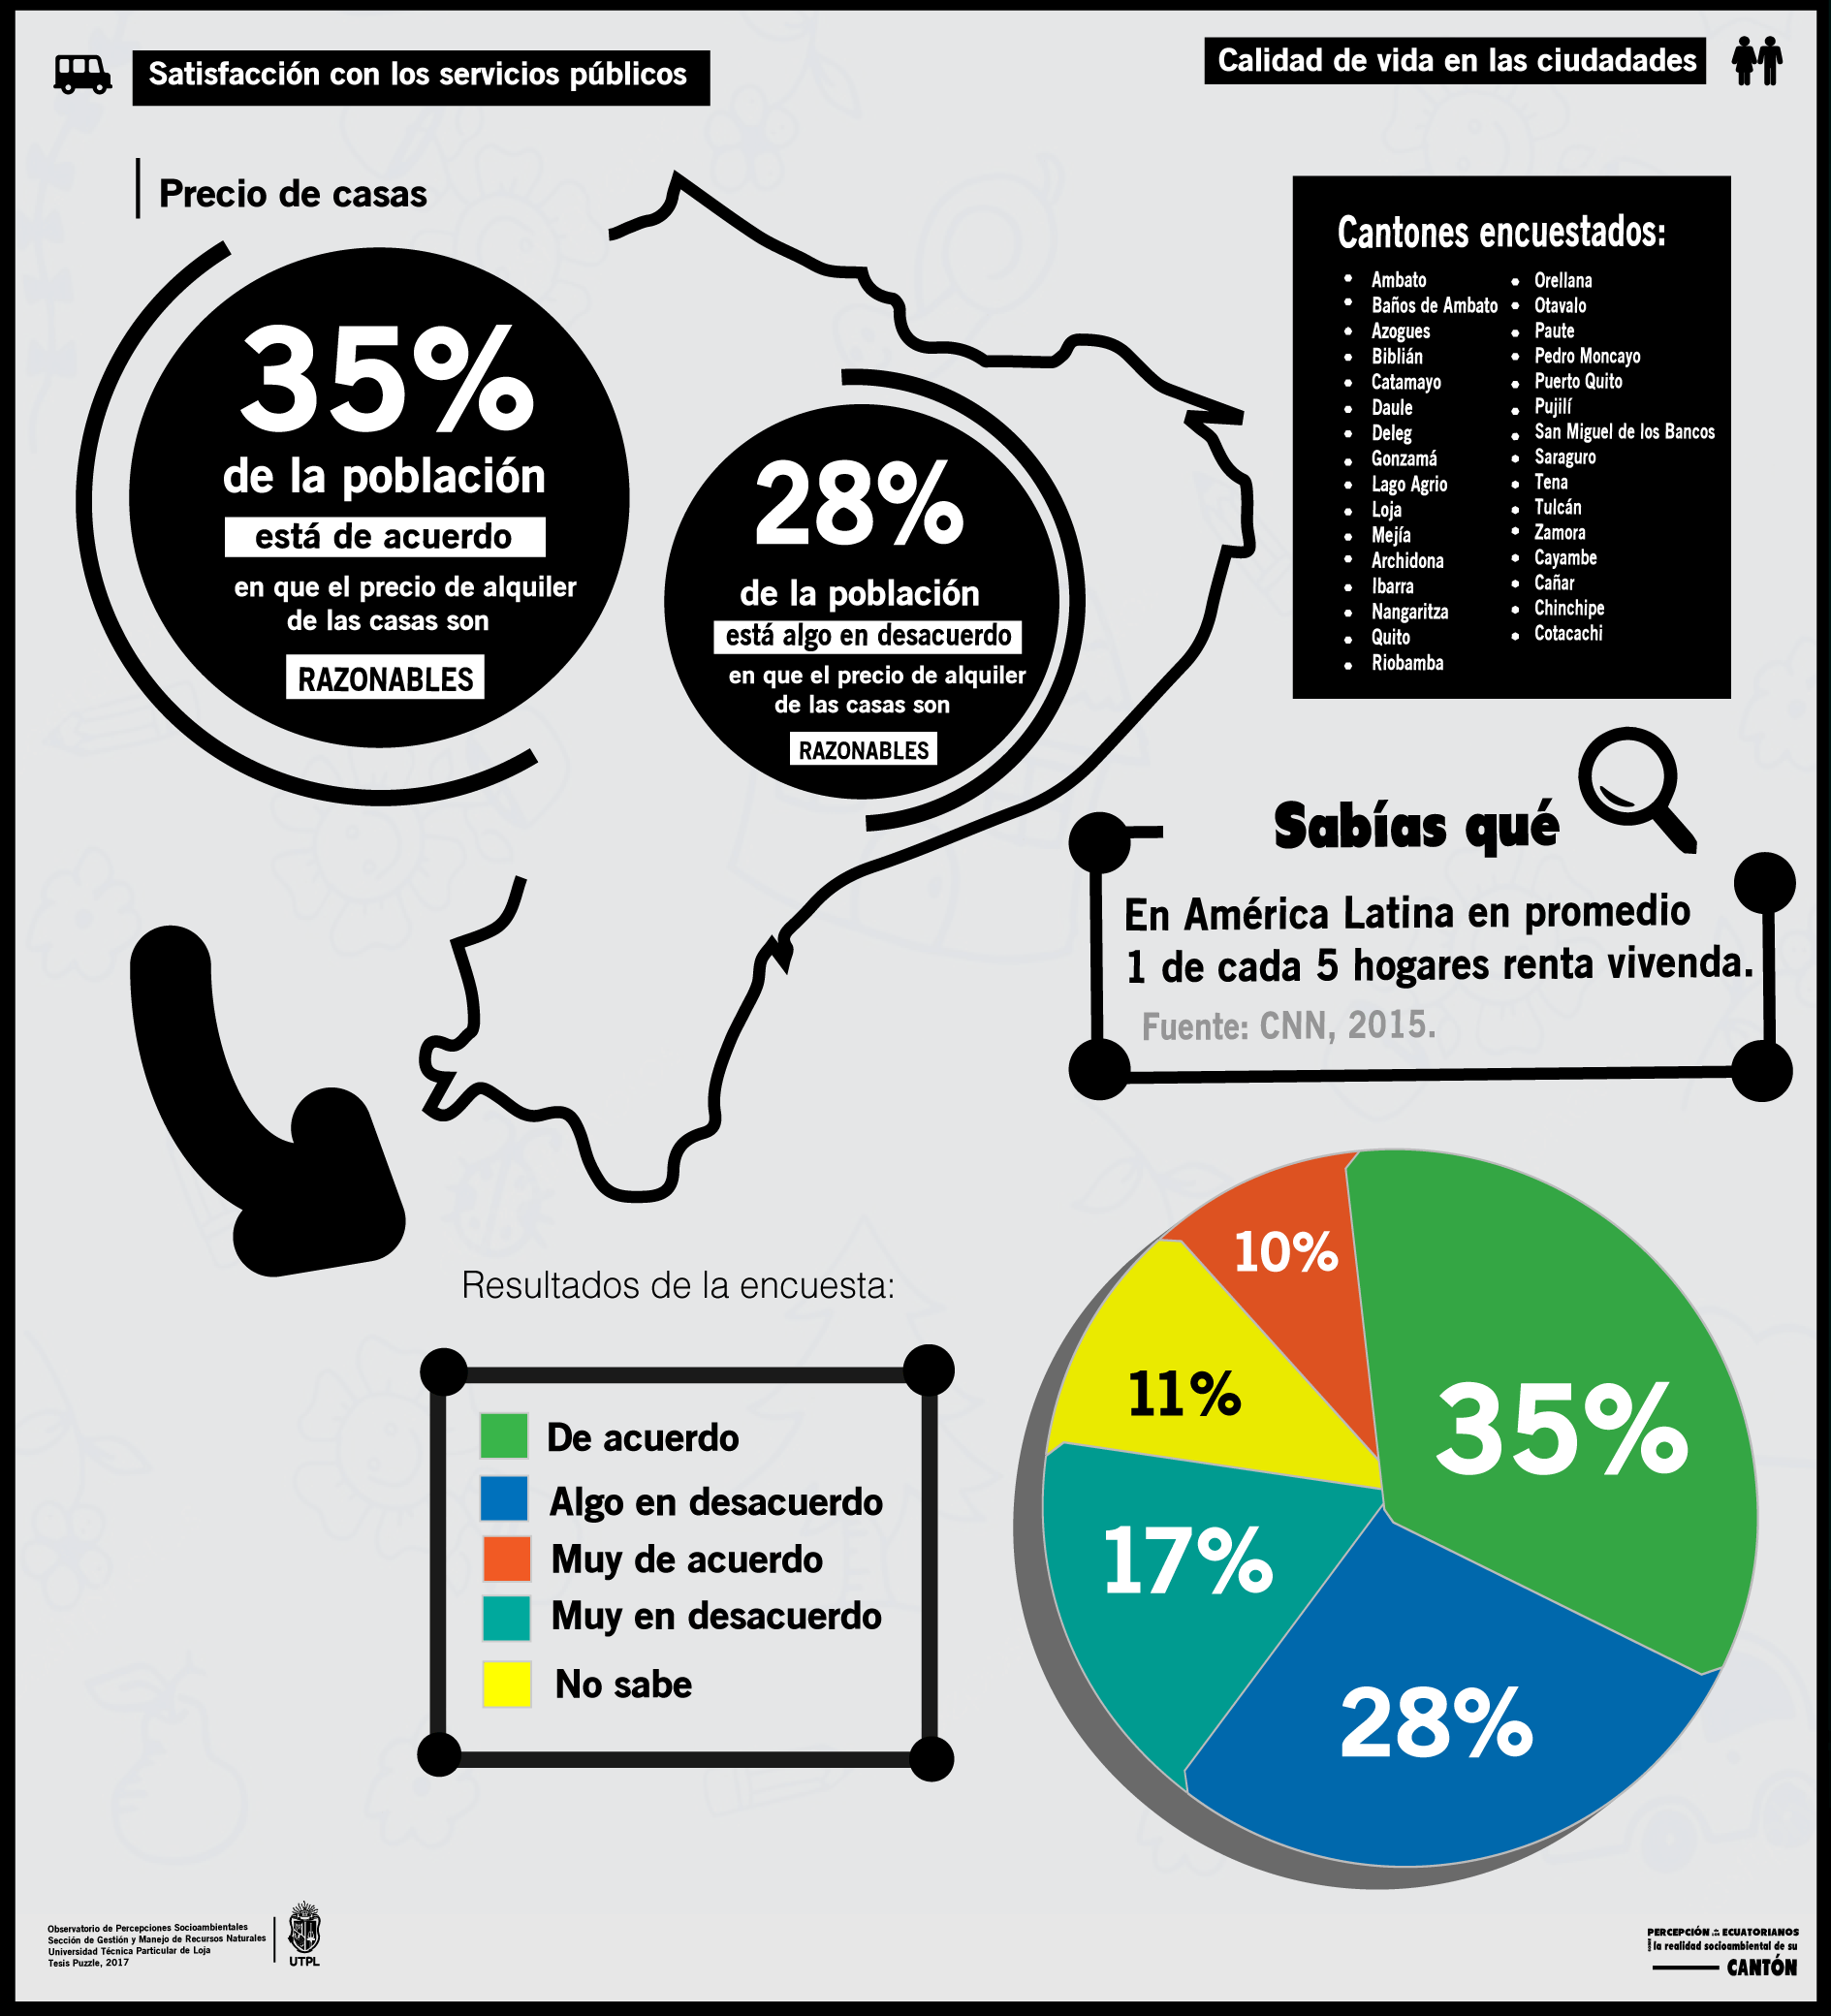 Satisfacción con los servicios públicos
Calidad de vida en las ciudadades
Precio de casas
35%
de la población
está de acuerdo
en que el precio de alquiler
de las casas son
RAZONABLES
28%
de la población
está algo en desacuerdo
en que el precio de alquiler
de las casas son
RAZONABLES
Cantones encuestados:
Ambato
Baños de Ambato
Azogues
Biblián
Catamayo
Daule
Deleg
Gonzamá
Lago Agrio
Loja
Mejía
Archidona
Ibarra
Nangaritza
Quito
Riobamba
Orellana
Otavalo
Paute
Pedro Moncayo
Puerto Quito
Pujilí
San Miguel de los Bancos
Saraguro
Tena
Tulcán
Zamora
Cayambe
Cañar
Chinchipe
Cotacachi
Sabías qué
En América Latina en promedio
1 de cada 5 hogares renta vivenda.
Fuente: CNN, 2015.
Resultados de la encuesta:
De acuerdo
Algo en desacuerdo
Muy de acuerdo
Muy en desacuerdo
No sabe
10%
35%
11%
17%
28%
Observatorio de Percepciones Socioambientales
Sección de Gestión y Manejo de Recursos Naturales
Universidad Técnica Particular de Loja
Tesis Puzzle, 2017
UTPL
PERCEPCIÓN ECUATORIANOS
la realidad socioambiental de su
CANTÓN